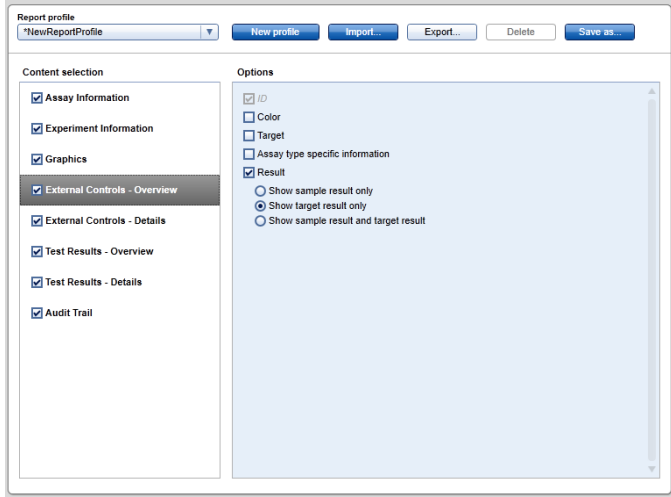 Report profile
*NewReportProfile
New profile
Import...
Export...
Delete
Save as...
Content selection
Options
Assay Information
Experiment Information
Graphics
External Controls - Overview
External Controls - Details
Test Results - Overview
Test Results - Details
Audit Trail
ID
Color
Target
Assay type specific information
Result
Show sample result only
Show target result only
Show sample result and target result